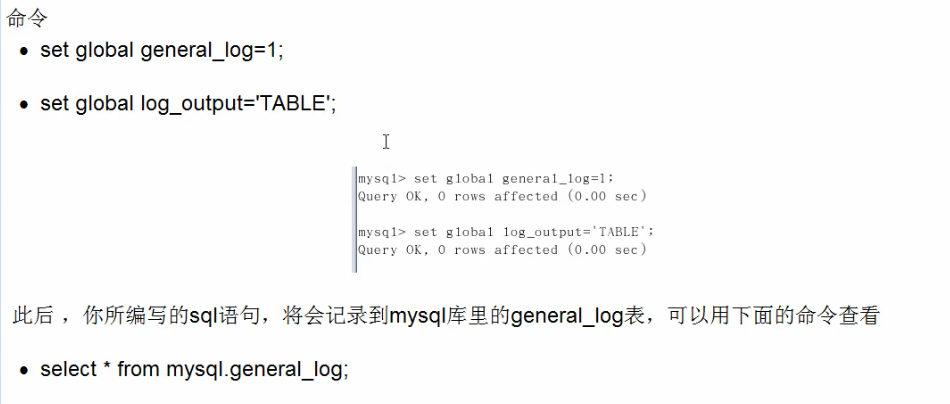 命令
● set global general_log=1;
● set global log_output='TABLE';
mysql> set global general_log=1;
Query OK, 0 rows affected (0.00 sec)
mysql> set global log_output='TABLE';
Query OK, 0 rows affected (0.00 sec)
此后 ，你所编写的sql语句，将会记录到mysql库里的general_log表，可以用下面的命令查看
● select * from mysql.general_log;